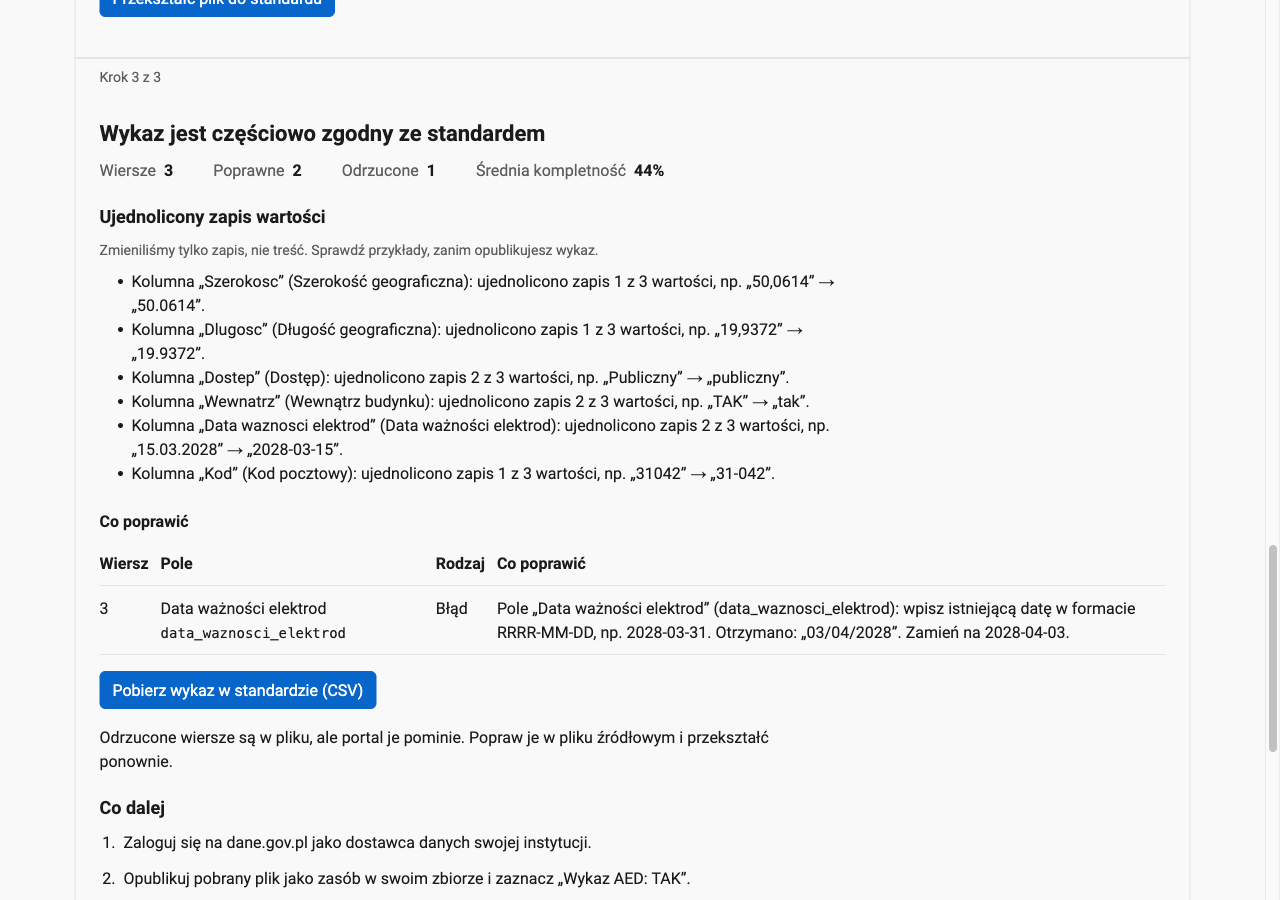 Przekształć plik do standardu
Krok 3 z 3
Wykaz jest częściowo zgodny ze standardem
Wiersze 3 Poprawne 2 Odrzucone 1 Średnia kompletność 44%
Ujednolicony zapis wartości
Zmieniliśmy tylko zapis, nie treść. Sprawdź przykłady, zanim opublikujesz wykaz.
• Kolumna „Szerokosc” (Szerokość geograficzna): ujednolicono zapis 1 z 3 wartości, np. „50,0614” →
„50.0614”.
• Kolumna „Dlugosc” (Długość geograficzna): ujednolicono zapis 1 z 3 wartości, np. „19,9372” →
„19.9372”.
• Kolumna „Dostep” (Dostęp): ujednolicono zapis 2 z 3 wartości, np. „Publiczny” → „publiczny”.
• Kolumna „Wewnatrz” (Wewnątrz budynku): ujednolicono zapis 2 z 3 wartości, np. „TAK” → „tak”.
• Kolumna „Data waznosci elektrod” (Data ważności elektrod): ujednolicono zapis 2 z 3 wartości, np.
„15.03.2028” → „2028-03-15”.
• Kolumna „Kod” (Kod pocztowy): ujednolicono zapis 1 z 3 wartości, np. „31042” → „31-042”.
Co poprawić
Wiersz Pole Rodzaj Co poprawić
3 Data ważności elektrod Błąd Pole „Data ważności elektrod” (data_waznosci_elektrod): wpisz istniejącą datę w formacie
data_waznosci_elektrod RRRR-MM-DD, np. 2028-03-31. Otrzymano: „03/04/2028”. Zamień na 2028-04-03.
Pobierz wykaz w standardzie (CSV)
Odrzucone wiersze są w pliku, ale portal je pominie. Popraw je w pliku źródłowym i przekształć
ponownie.
Co dalej
1. Zaloguj się na dane.gov.pl jako dostawca danych swojej instytucji.
2. Opublikuj pobrany plik jako zasób w swoim zbiorze i zaznacz „Wykaz AED: TAK”.